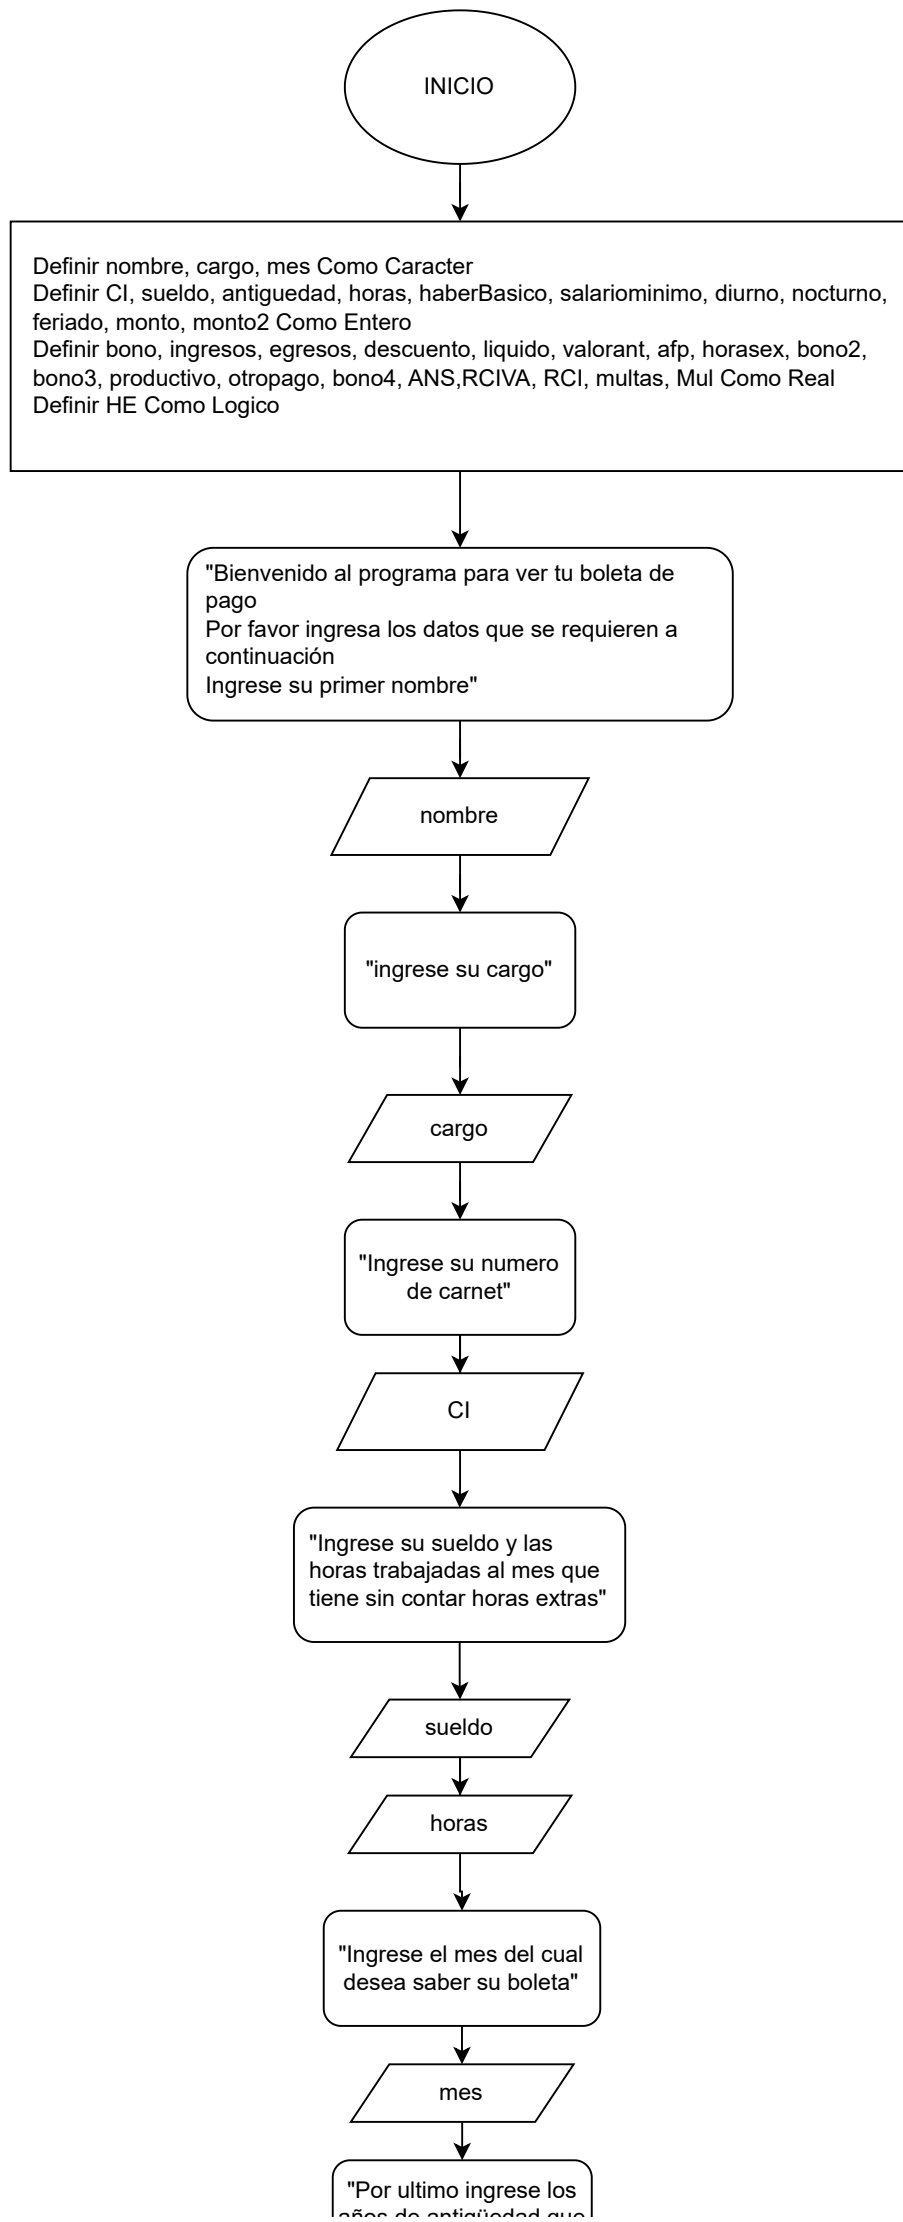 INICIO
Definir nombre, cargo, mes Como Caracter
Definir CI, sueldo, antiguedad, horas, haberBasico, salariominimo, diurno, nocturno,
feriado, monto, monto2 Como Entero
Definir bono, ingresos, egresos, descuento, liquido, valorant, afp, horasex, bono2,
bono3, productivo, otropago, bono4, ANS,RCIVA, RCI, multas, Mul Como Real
Definir HE Como Logico
"Bienvenido al programa para ver tu boleta de
pago
Por favor ingresa los datos que se requieren a
continuación
Ingrese su primer nombre"
nombre
"ingrese su cargo"
cargo
"Ingrese su numero
de carnet"
CI
"Ingrese su sueldo y las
horas trabajadas al mes que
tiene sin contar horas extras"
sueldo
horas
"Ingrese el mes del cual
desea saber su boleta"
mes
"Por ultimo ingrese los
años de antigüedad que